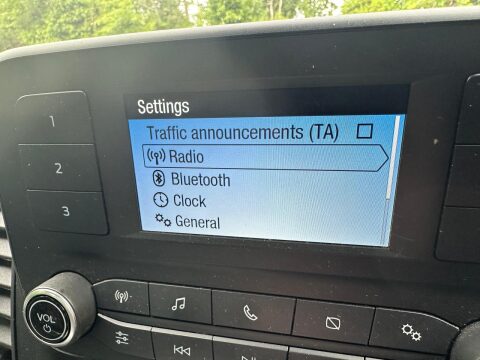 Settings
Traffic announcements (TA)
Radio
Bluetooth
Clock
General
1
2
3
VOL